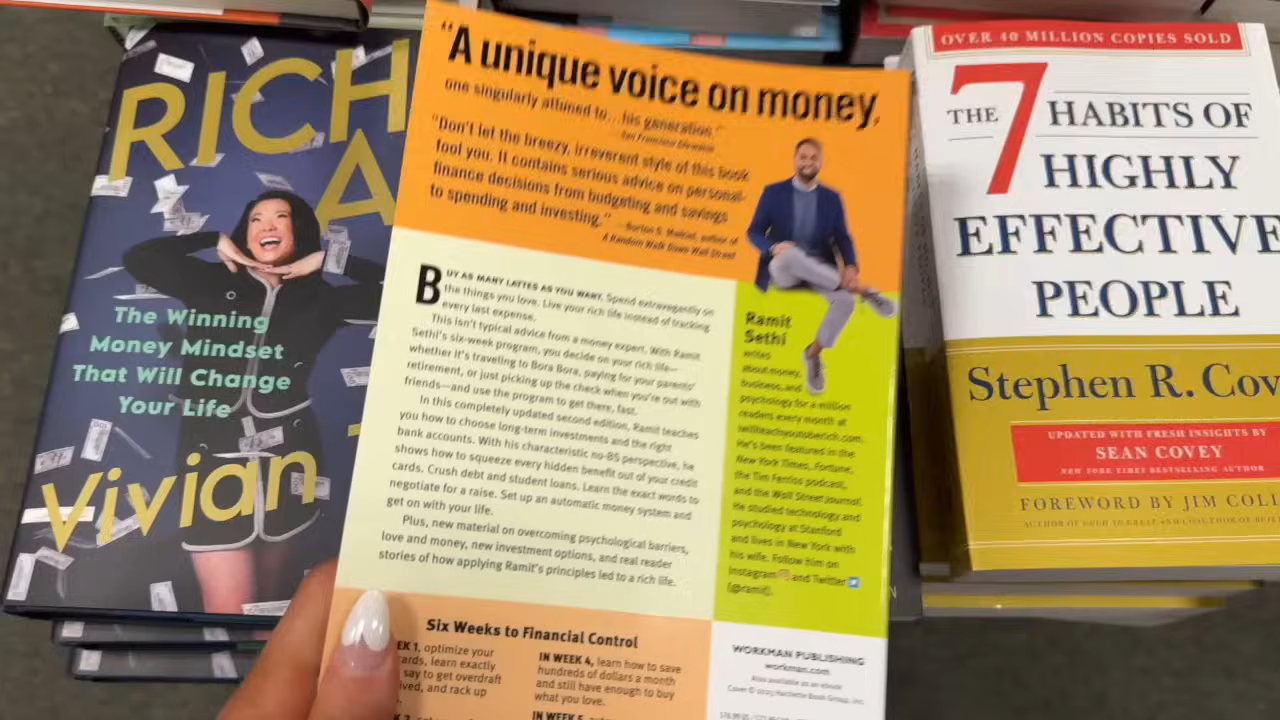 RICH
A
The Winning
Money Mindset
That Will Change
Your Life
Vivian
"A unique voice on money,
one singularly attuned to...his generation."
San Francisco Chronicle
"Don't let the breezy, irreverent style of this book
fool you. It contains serious advice on personal-
finance decisions from budgeting and savings
to spending and investing."
—Burton G. Malkiel, author of
A Random Walk Down Wall Street
BUY AS MANY LATTES AS YOU WANT. Spend extravagantly on
the things you love. Live your rich life instead of tracking
every last expense.
This isn't typical advice from a money expert. With Ramit
Sethi's six-week program, you decide on your rich life—
whether it's traveling to Bora Bora, paying for your parents'
retirement, or just picking up the check when you're out with
friends—and use the program to get there, fast.
In this completely updated second edition, Ramit teaches
you how to choose long-term investments and the right
bank accounts. With his characteristic no-BS perspective, he
shows how to squeeze every hidden benefit out of your credit
cards. Crush debt and student loans. Learn the exact words to
negotiate for a raise. Set up an automatic money system and
get on with your life.
Plus, new material on overcoming psychological barriers,
love and money, new investment options, and real reader
stories of how applying Ramit's principles led to a rich life.
Ramit
Sethi
writes
about money,
business, and
psychology for a million
readers every month at
iwillteachyoutoberich.com.
He's been featured in the
New York Times, Fortune,
the Tim Ferriss podcast,
and the Wall Street Journal.
He studied technology and
psychology at Stanford
and lives in New York with
his wife. Follow him on
Instagram and Twitter
(@ramit).
Six Weeks to Financial Control
EEK 1, optimize your
cards, learn exactly
say to get overdraft
ived, and rack up
IN WEEK 4, learn how to save
hundreds of dollars a month
and still have enough to buy
what you love.
IN WEEK 5,
WORKMAN PUBLISHING
workman.com
Also available as an ebook
Cover © 2023 Hachette Book Group, Inc.
OVER 40 MILLION COPIES SOLD
THE 7 HABITS OF
HIGHLY
EFFECTIVE
PEOPLE
Stephen R. Cov
UPDATED WITH FRESH INSIGHTS BY
SEAN COVEY
NEW YORK TIMES BESTSELLING AUTHOR
FOREWORD BY JIM COLL
AUTHOR OF GOOD TO GREAT AND CO-AUTHOR OF